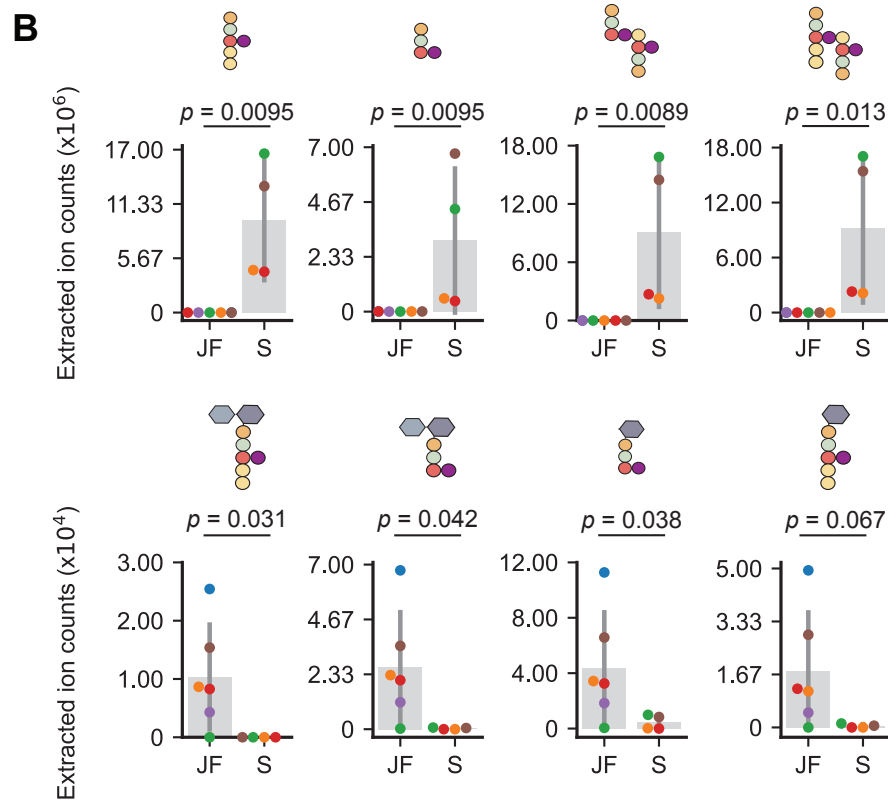 B
Extracted ion counts (x10⁶)
p = 0.0095
17.00
11.33
5.67
0
JF
S
p = 0.0095
7.00
4.67
2.33
0
JF
S
p = 0.0089
18.00
12.00
6.00
0
JF
S
p = 0.013
18.00
12.00
6.00
0
JF
S
Extracted ion counts (x10⁴)
p = 0.031
3.00
2.00
1.00
0
JF
S
p = 0.042
7.00
4.67
2.33
0
JF
S
p = 0.038
12.00
8.00
4.00
0
JF
S
p = 0.067
5.00
3.33
1.67
0
JF
S